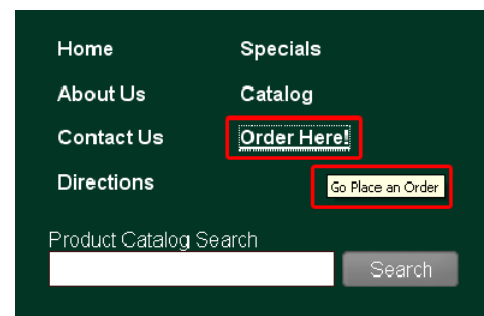 Home
Specials
About Us
Catalog
Contact Us
Order Here!
Directions
Go Place an Order
Product Catalog Search
Search